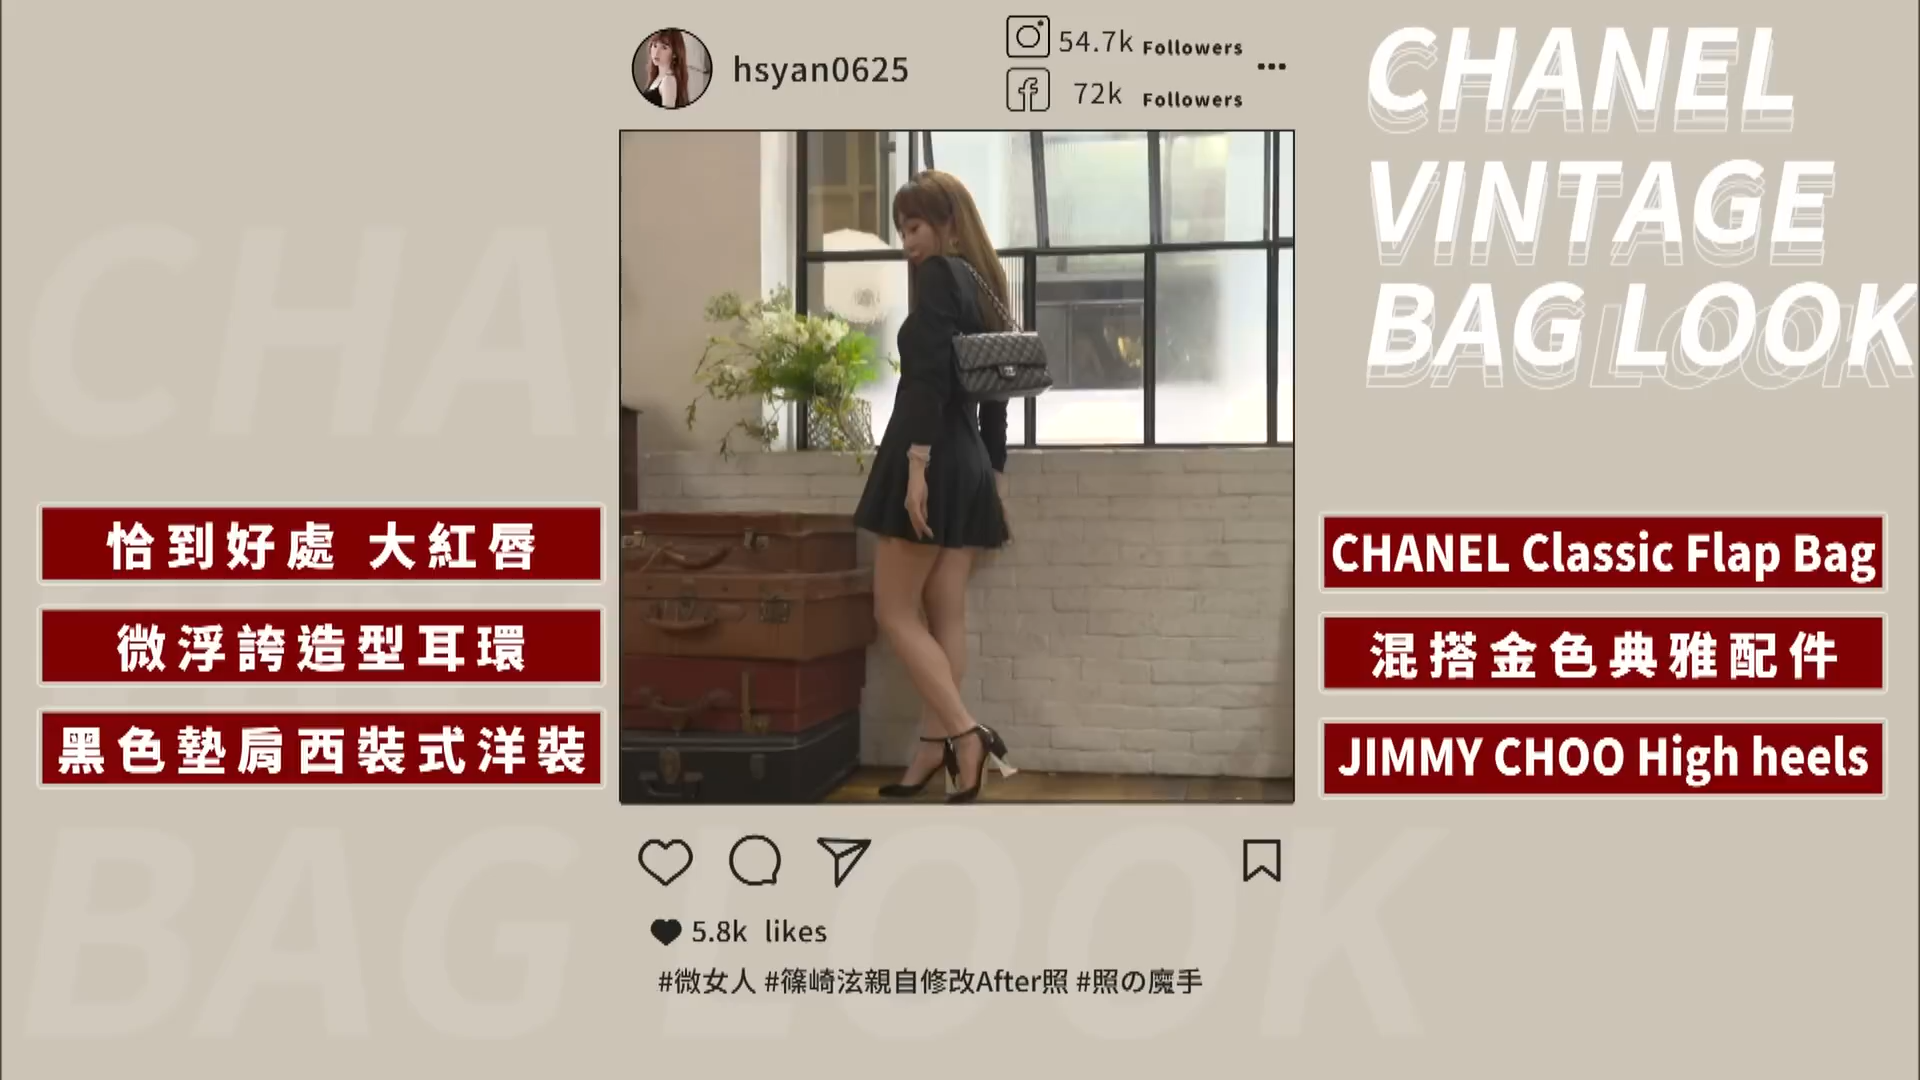 hsyan0625
54.7k Followers
72k Followers
CHANEL
VINTAGE
BAG LOOK
恰到好處 大紅唇
微浮誇造型耳環
黑色墊肩西裝式洋裝
CHANEL Classic Flap Bag
混搭金色典雅配件
JIMMY CHOO High heels
5.8k likes
#微女人 #篠崎泫親自修改After照 #照の魔手
CHA
BAG LOOK